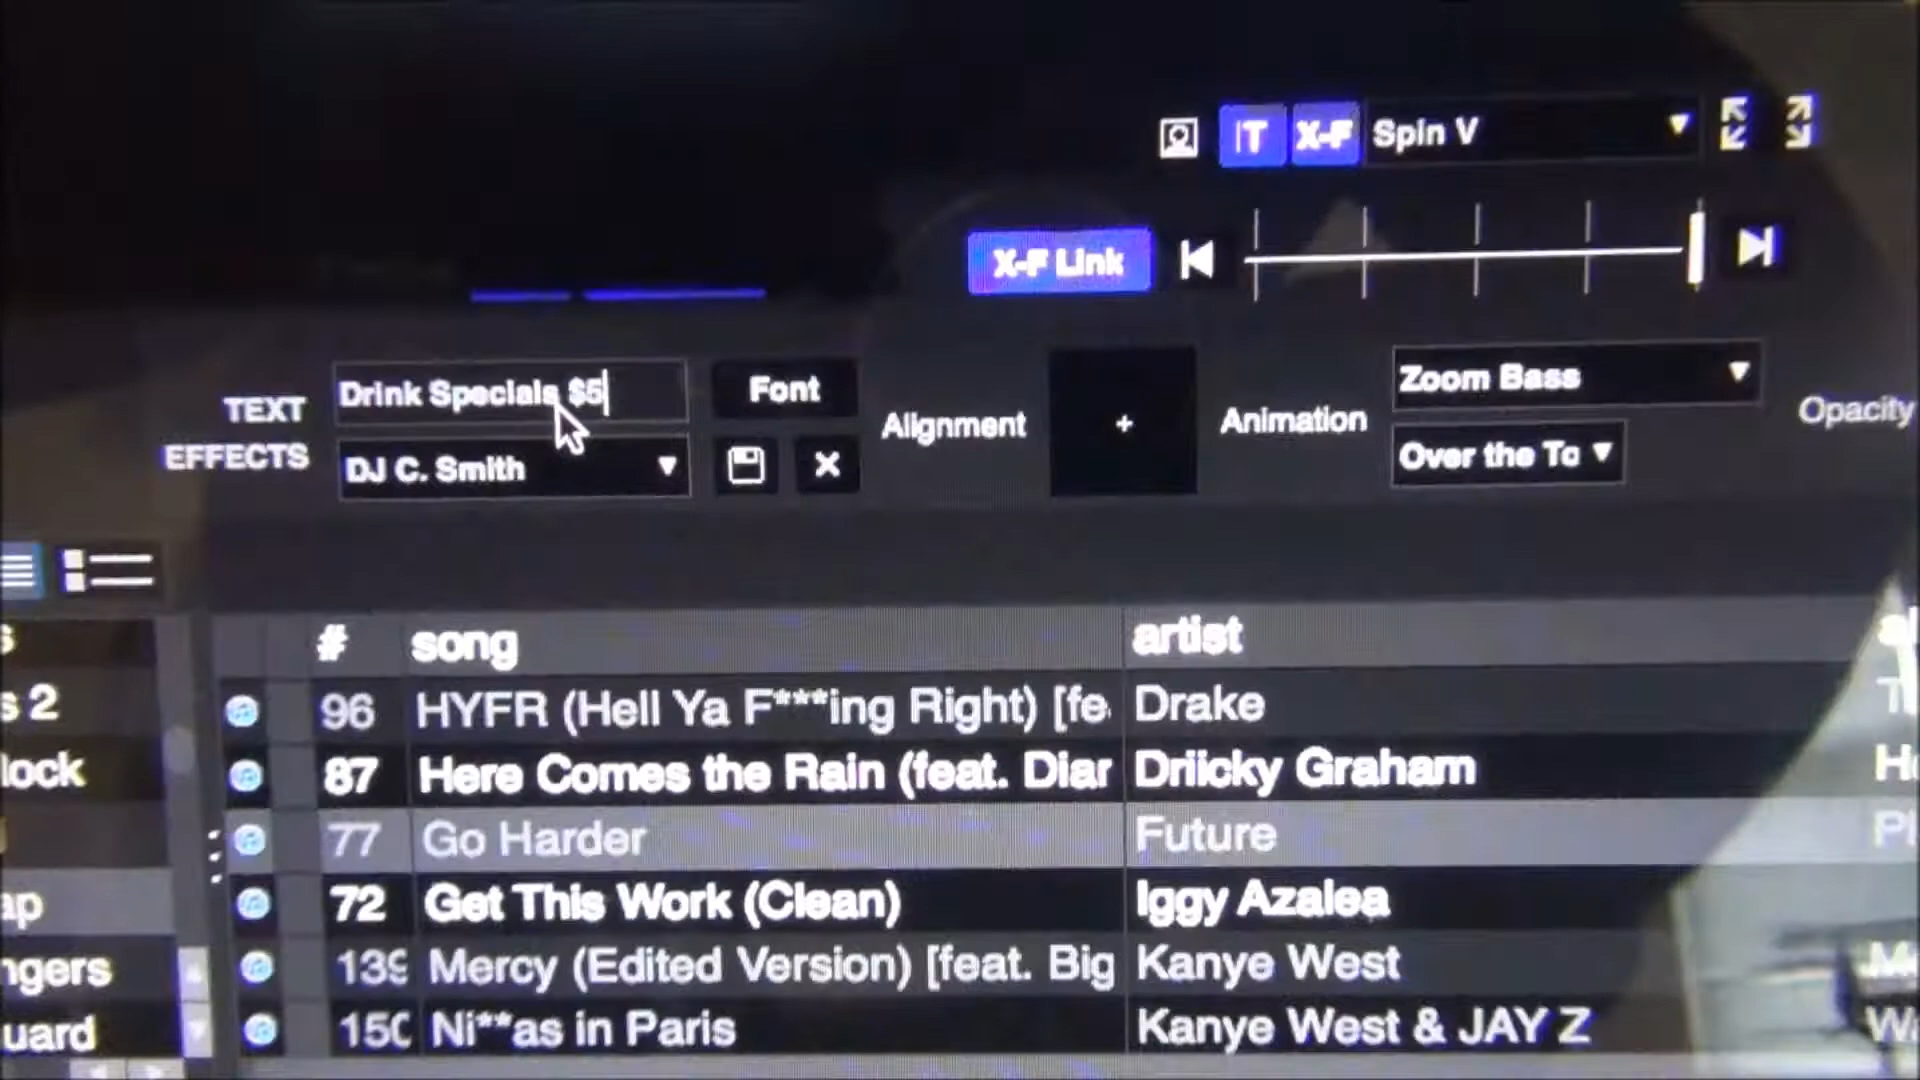 T X-F Spin V
X-F Link
TEXT EFFECTS
Drink Specials $5
Font
DJ C. Smith
Alignment
+
Animation
Zoom Bass
Over the To
Opacity
# song artist
s 2
lock
ap
ngers
uard
96 HYFR (Hell Ya F***ing Right) [fe Drake
87 Here Comes the Rain (feat. Diar Driicky Graham
77 Go Harder Future
72 Get This Work (Clean) Iggy Azalea
139 Mercy (Edited Version) [feat. Big Kanye West
150 Ni**as in Paris Kanye West & JAY Z